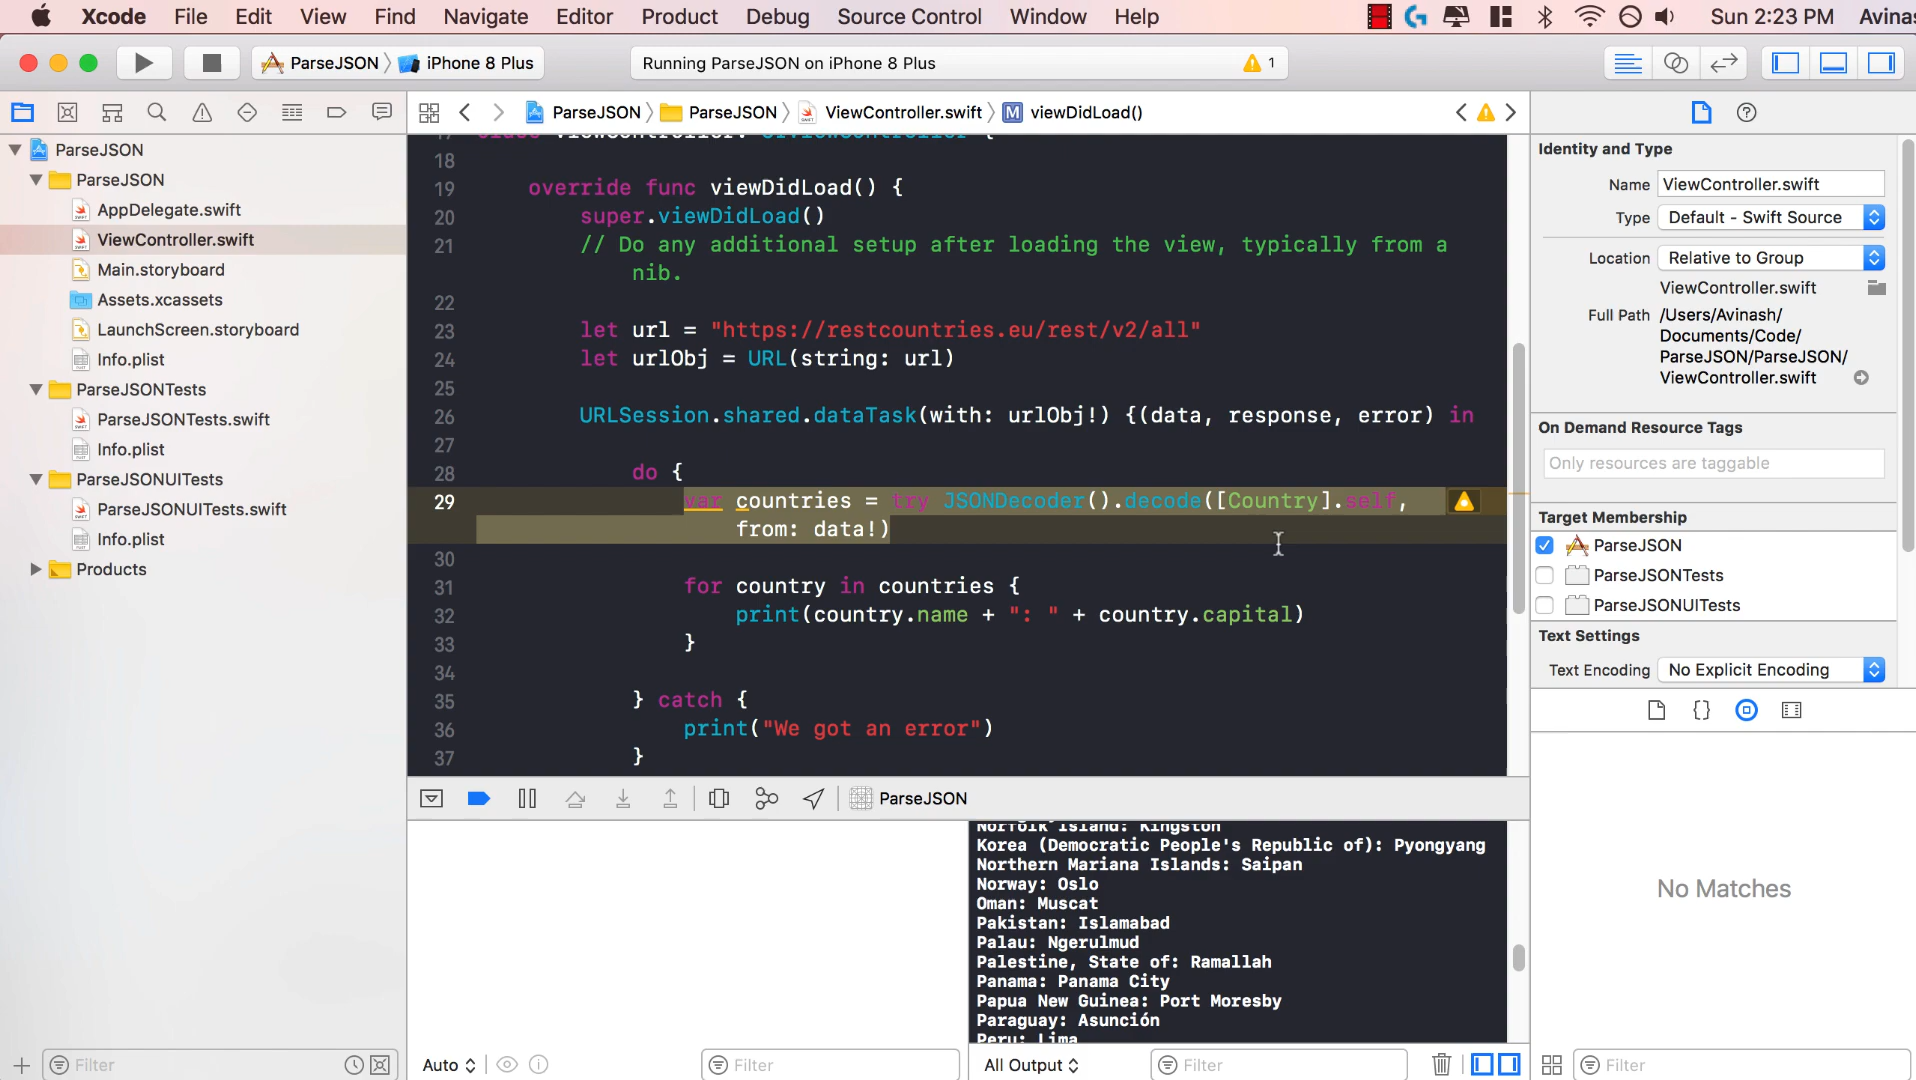 Xcode File Edit View Find Navigate Editor Product Debug Source Control Window Help Sun 2:23 PM Avinas
ParseJSON iPhone 8 Plus Running ParseJSON on iPhone 8 Plus 1
ParseJSON ParseJSON ViewController.swift M viewDidLoad()
ParseJSON
ParseJSON
AppDelegate.swift
ViewController.swift
Main.storyboard
Assets.xcassets
LaunchScreen.storyboard
Info.plist
ParseJSONTests
ParseJSONTests.swift
Info.plist
ParseJSONUITests
ParseJSONUITests.swift
Info.plist
Products
Filter
18
19 override func viewDidLoad() {
20 super.viewDidLoad()
21 // Do any additional setup after loading the view, typically from a
nib.
22
23 let url = "https://restcountries.eu/rest/v2/all"
24 let urlObj = URL(string: url)
25
26 URLSession.shared.dataTask(with: urlObj!) {(data, response, error) in
27
28 do {
29 var countries = try JSONDecoder().decode([Country].self,
from: data!)
30
31 for country in countries {
32 print(country.name + ": " + country.capital)
33 }
34
35 } catch {
36 print("We got an error")
37 }
ParseJSON
Norfolk Island: Kingston
Korea (Democratic People's Republic of): Pyongyang
Northern Mariana Islands: Saipan
Norway: Oslo
Oman: Muscat
Pakistan: Islamabad
Palau: Ngerulmud
Palestine, State of: Ramallah
Panama: Panama City
Papua New Guinea: Port Moresby
Paraguay: Asunción
Peru: Lima
Auto Filter All Output Filter
Identity and Type
Name ViewController.swift
Type Default - Swift Source
Location Relative to Group
ViewController.swift
Full Path /Users/Avinash/
Documents/Code/
ParseJSON/ParseJSON/
ViewController.swift
On Demand Resource Tags
Only resources are taggable
Target Membership
ParseJSON
ParseJSONTests
ParseJSONUITests
Text Settings
Text Encoding No Explicit Encoding
No Matches
Filter